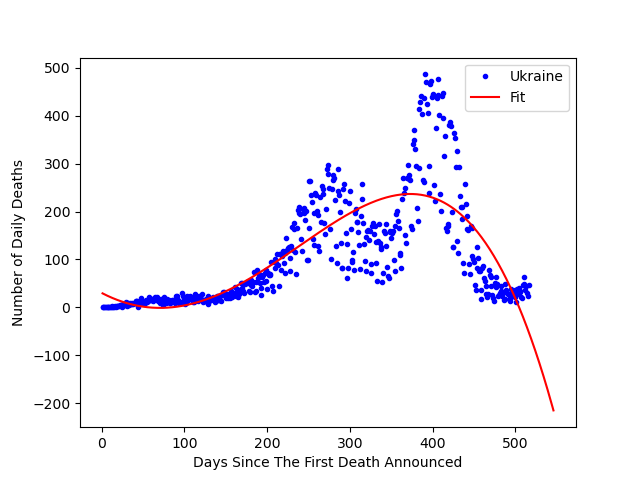 500
400
300
200
100
0
−100
−200
0 100 200 300 400 500
Number of Daily Deaths
Days Since The First Death Announced
Ukraine
Fit